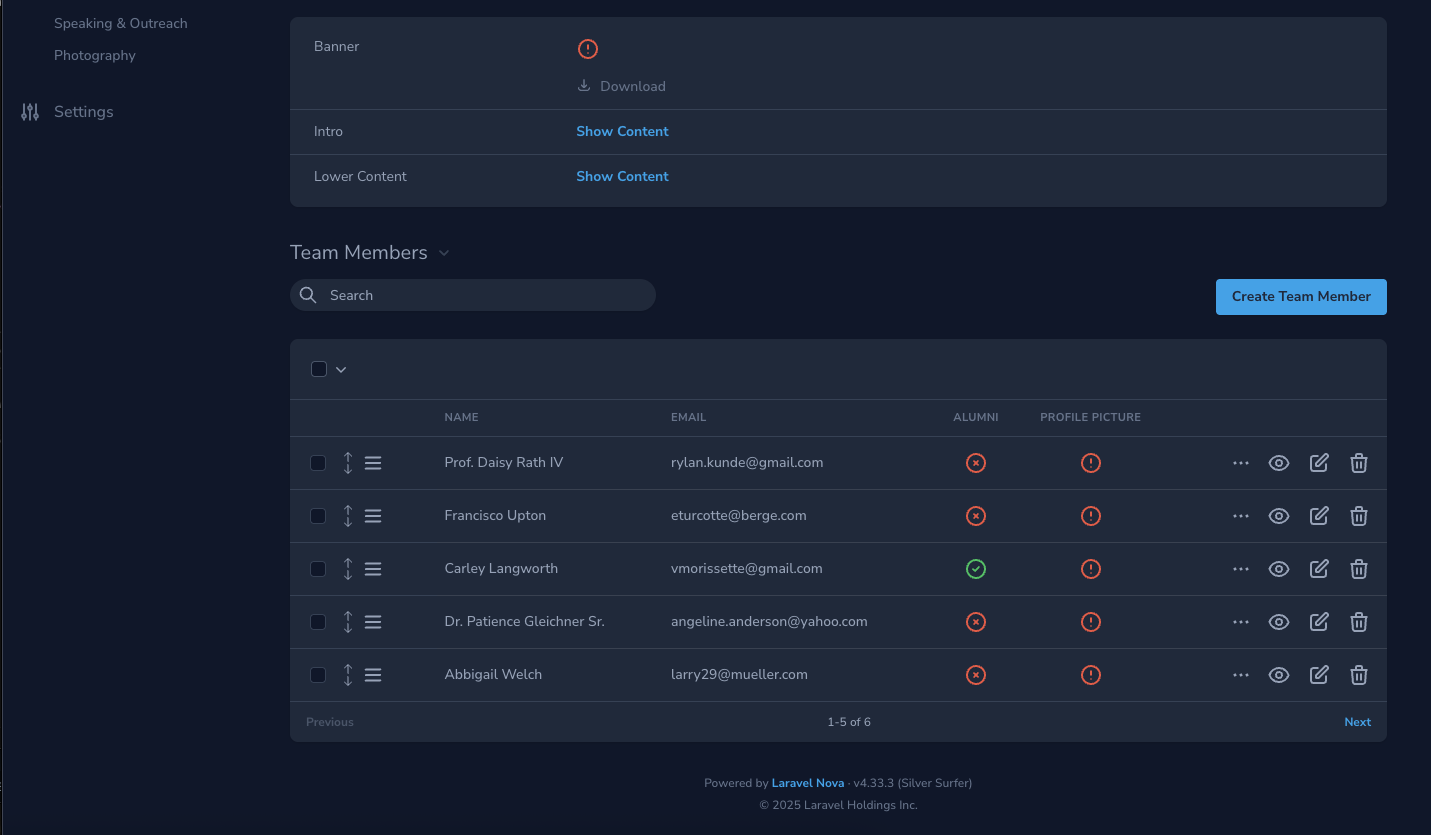 Speaking & Outreach
Photography
Settings
Banner
Download
Intro Show Content
Lower Content Show Content
Team Members
Search
Create Team Member
NAME EMAIL ALUMNI PROFILE PICTURE
Prof. Daisy Rath IV rylan.kunde@gmail.com
Francisco Upton eturcotte@berge.com
Carley Langworth vmorissette@gmail.com
Dr. Patience Gleichner Sr. angeline.anderson@yahoo.com
Abbigail Welch larry29@mueller.com
Previous 1-5 of 6 Next
Powered by Laravel Nova · v4.33.3 (Silver Surfer)
© 2025 Laravel Holdings Inc.